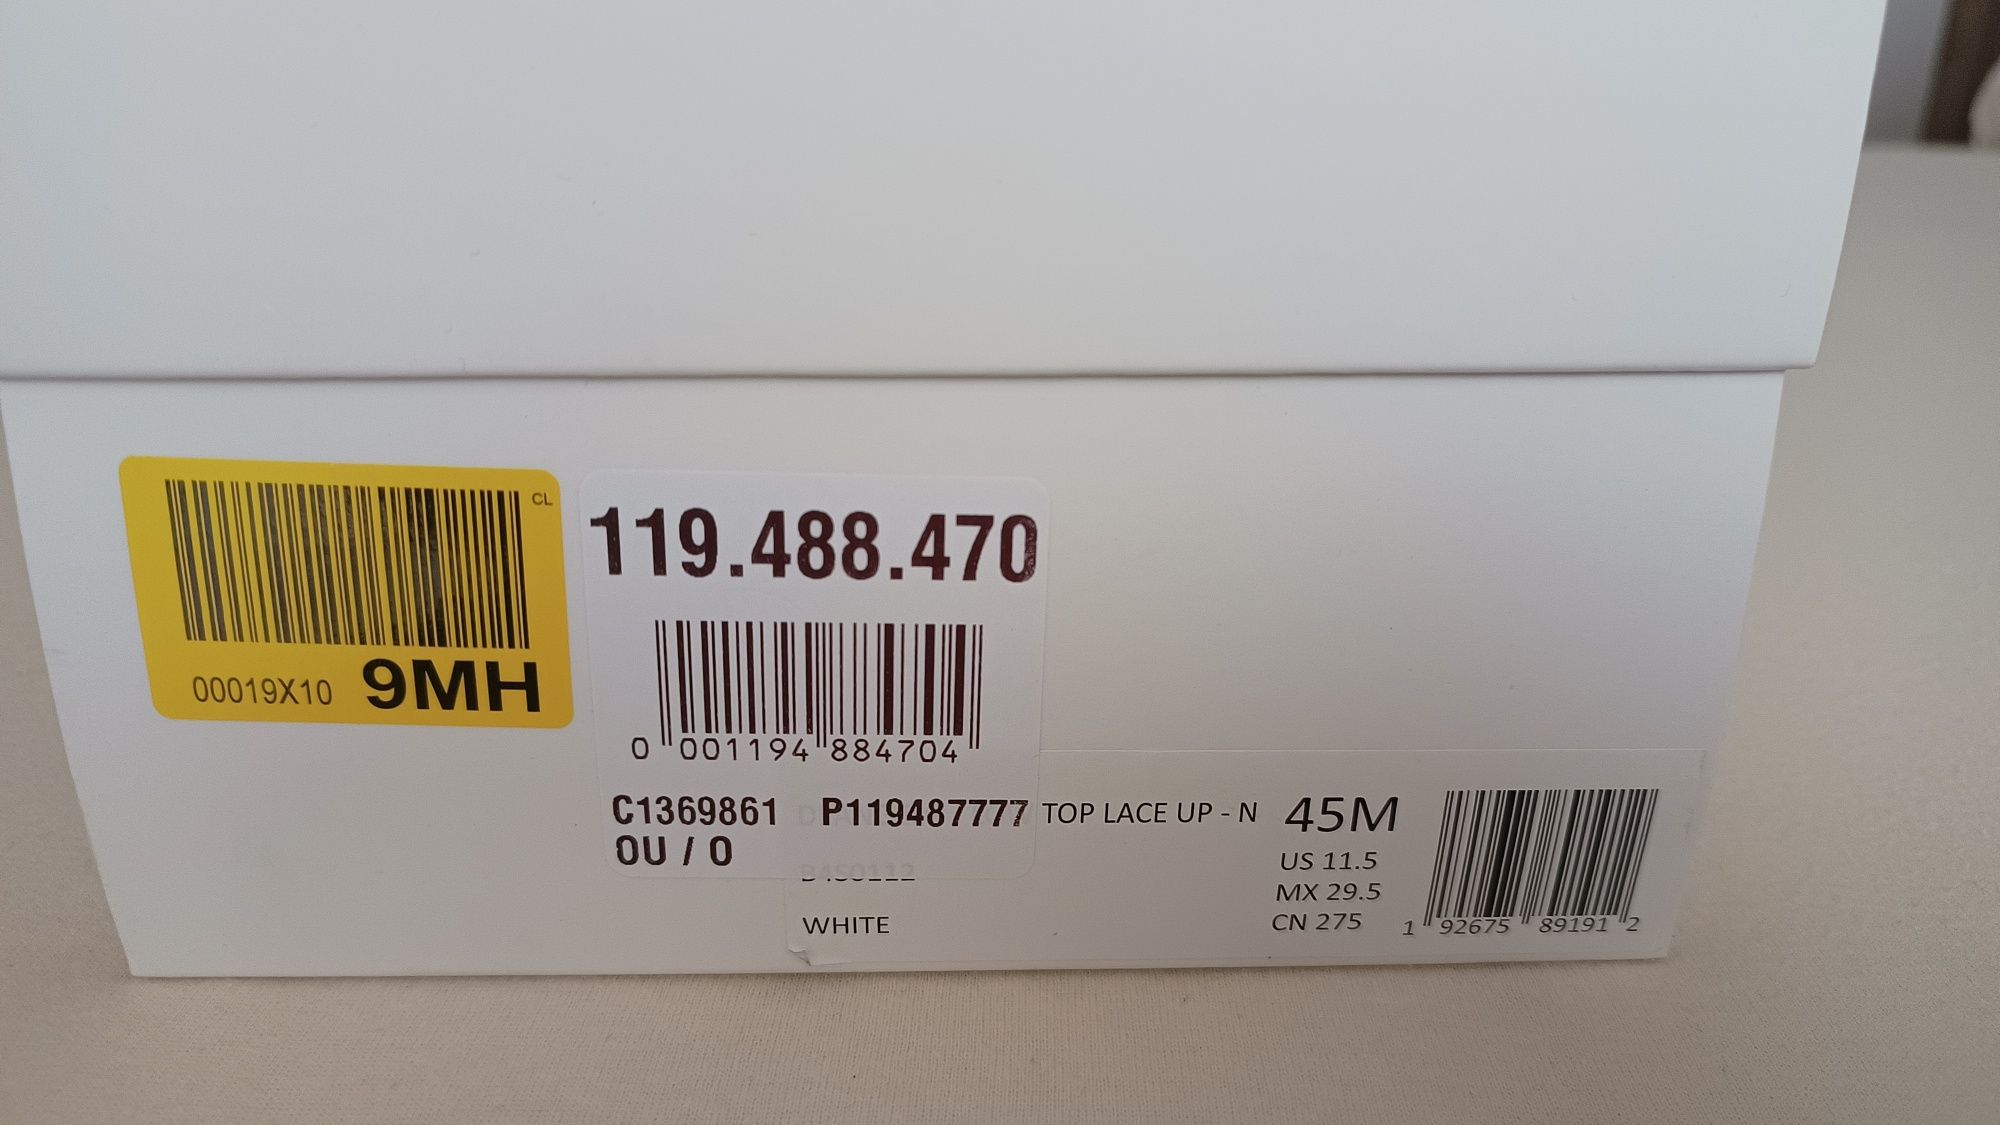 CL
00019X10 9MH
119.488.470
0 001194 884704
C1369861 P119487777
0U / 0
TOP LACE UP - N
WHITE
45M
US 11.5
MX 29.5
CN 275
1 92675 89191 2